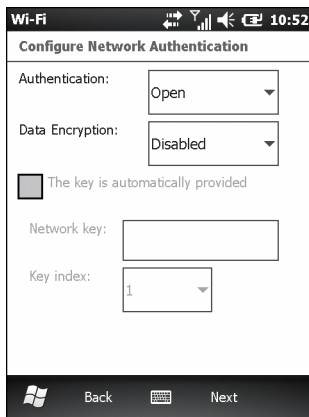 Wi-Fi 10:52
Configure Network Authentication
Authentication:
Open
Data Encryption:
Disabled
The key is automatically provided
Network key:
Key index:
1
Back Next